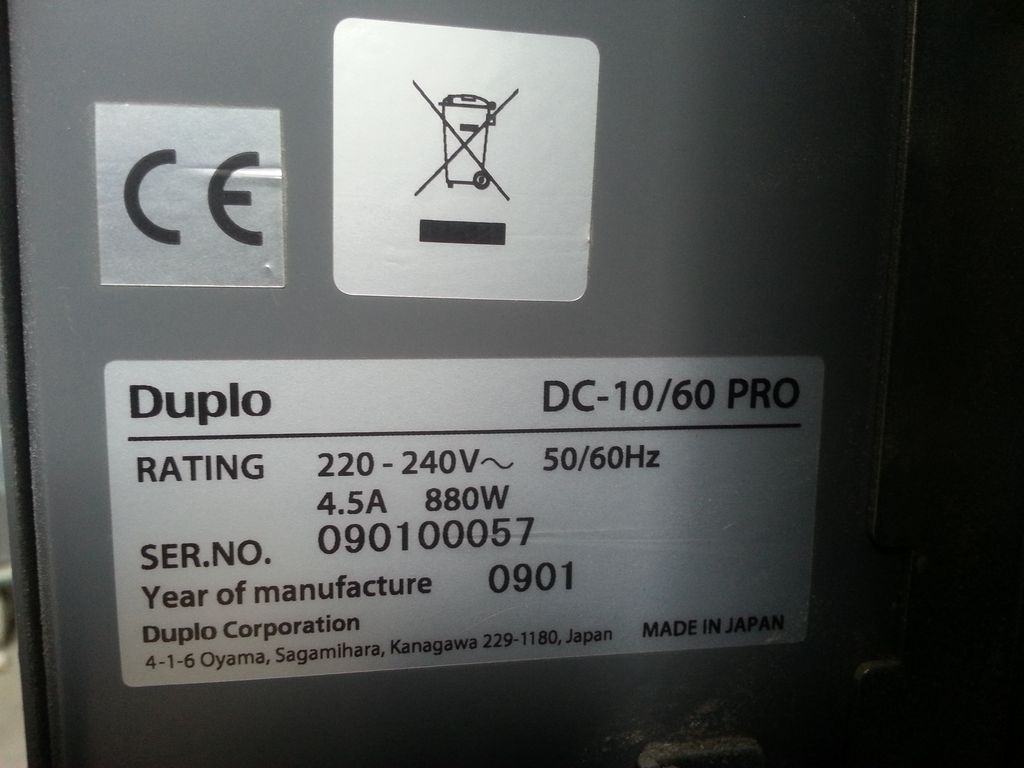 CE
Duplo DC-10/60 PRO
RATING 220 - 240V～ 50/60Hz
4.5A 880W
SER.NO. 090100057
Year of manufacture 0901
Duplo Corporation
4-1-6 Oyama, Sagamihara, Kanagawa 229-1180, Japan MADE IN JAPAN